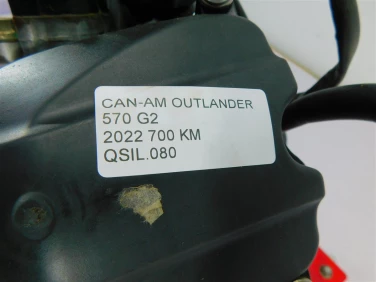 CAN-AM OUTLANDER
570 G2
2022 700 KM
QSIL.080